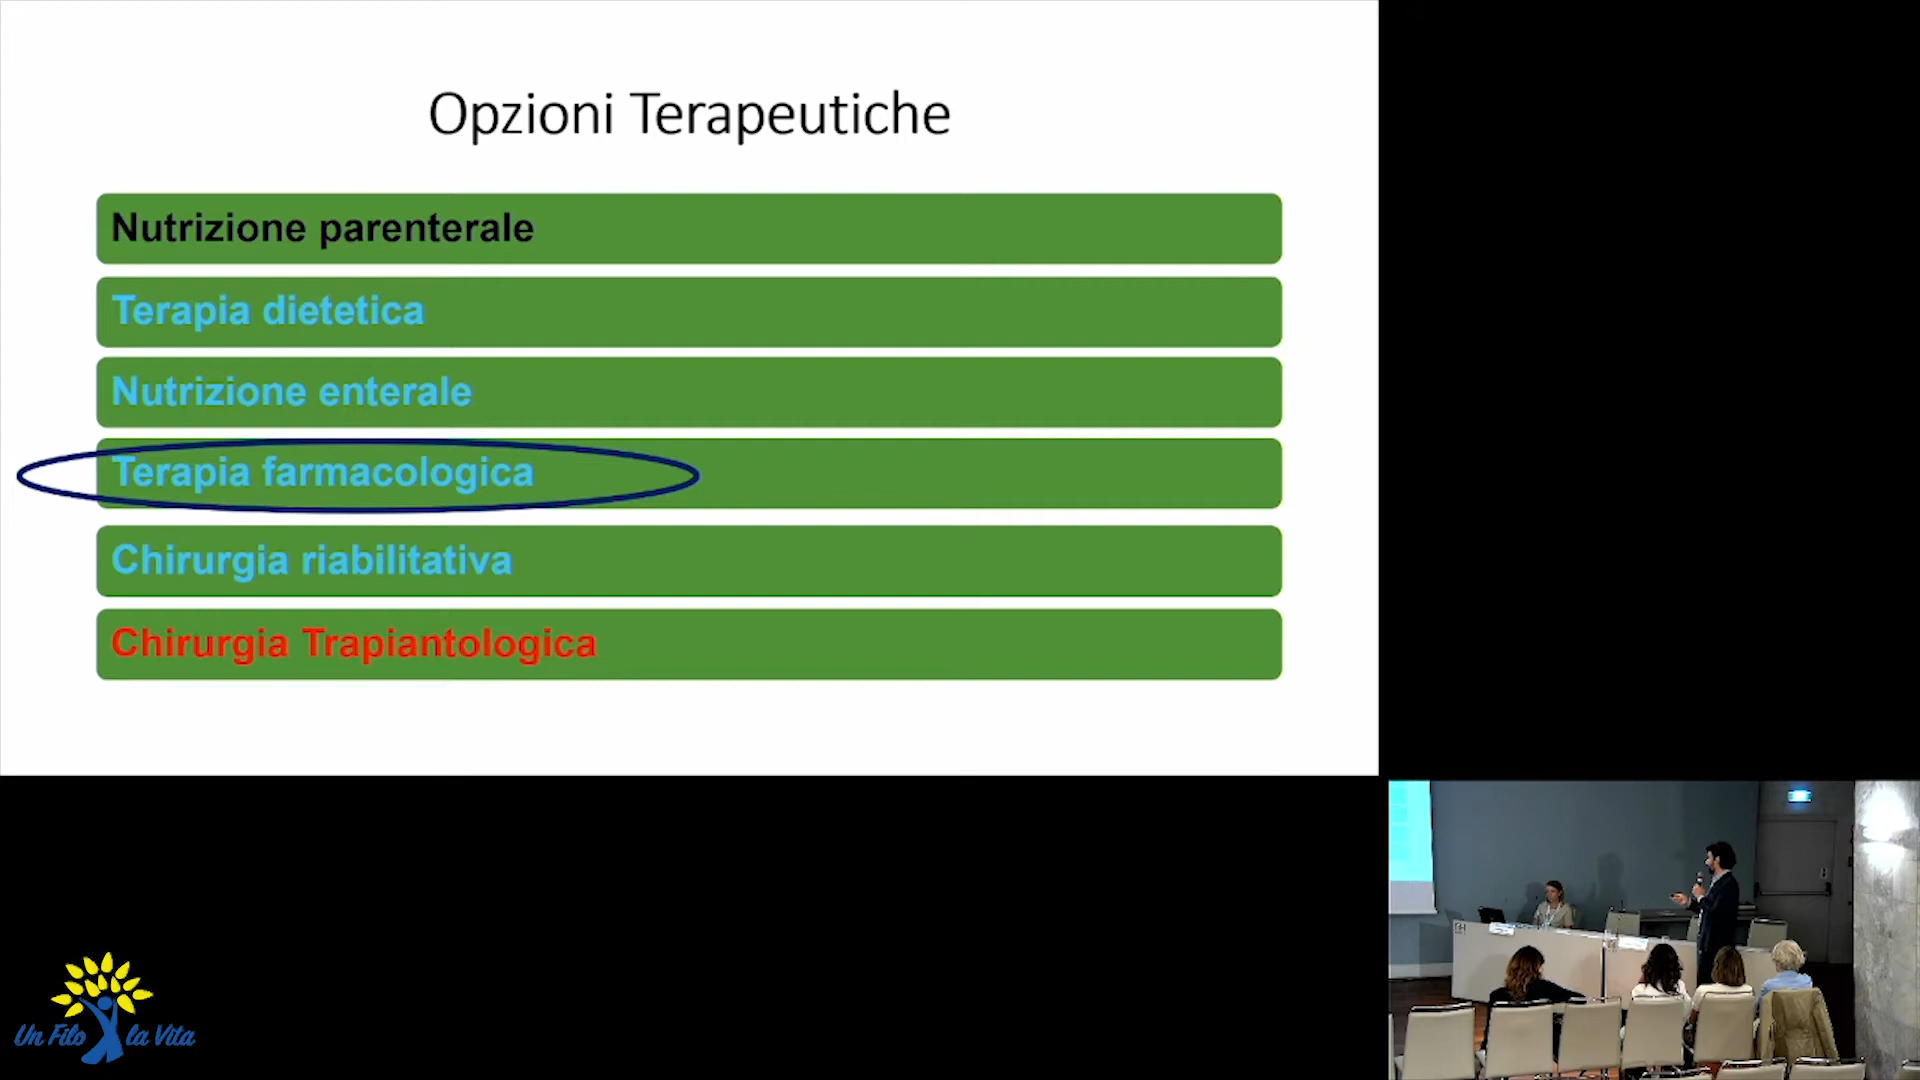 Opzioni Terapeutiche
Nutrizione parenterale
Terapia dietetica
Nutrizione enterale
Terapia farmacologica
Chirurgia riabilitativa
Chirurgia Trapiantologica
Un Filo la Vita